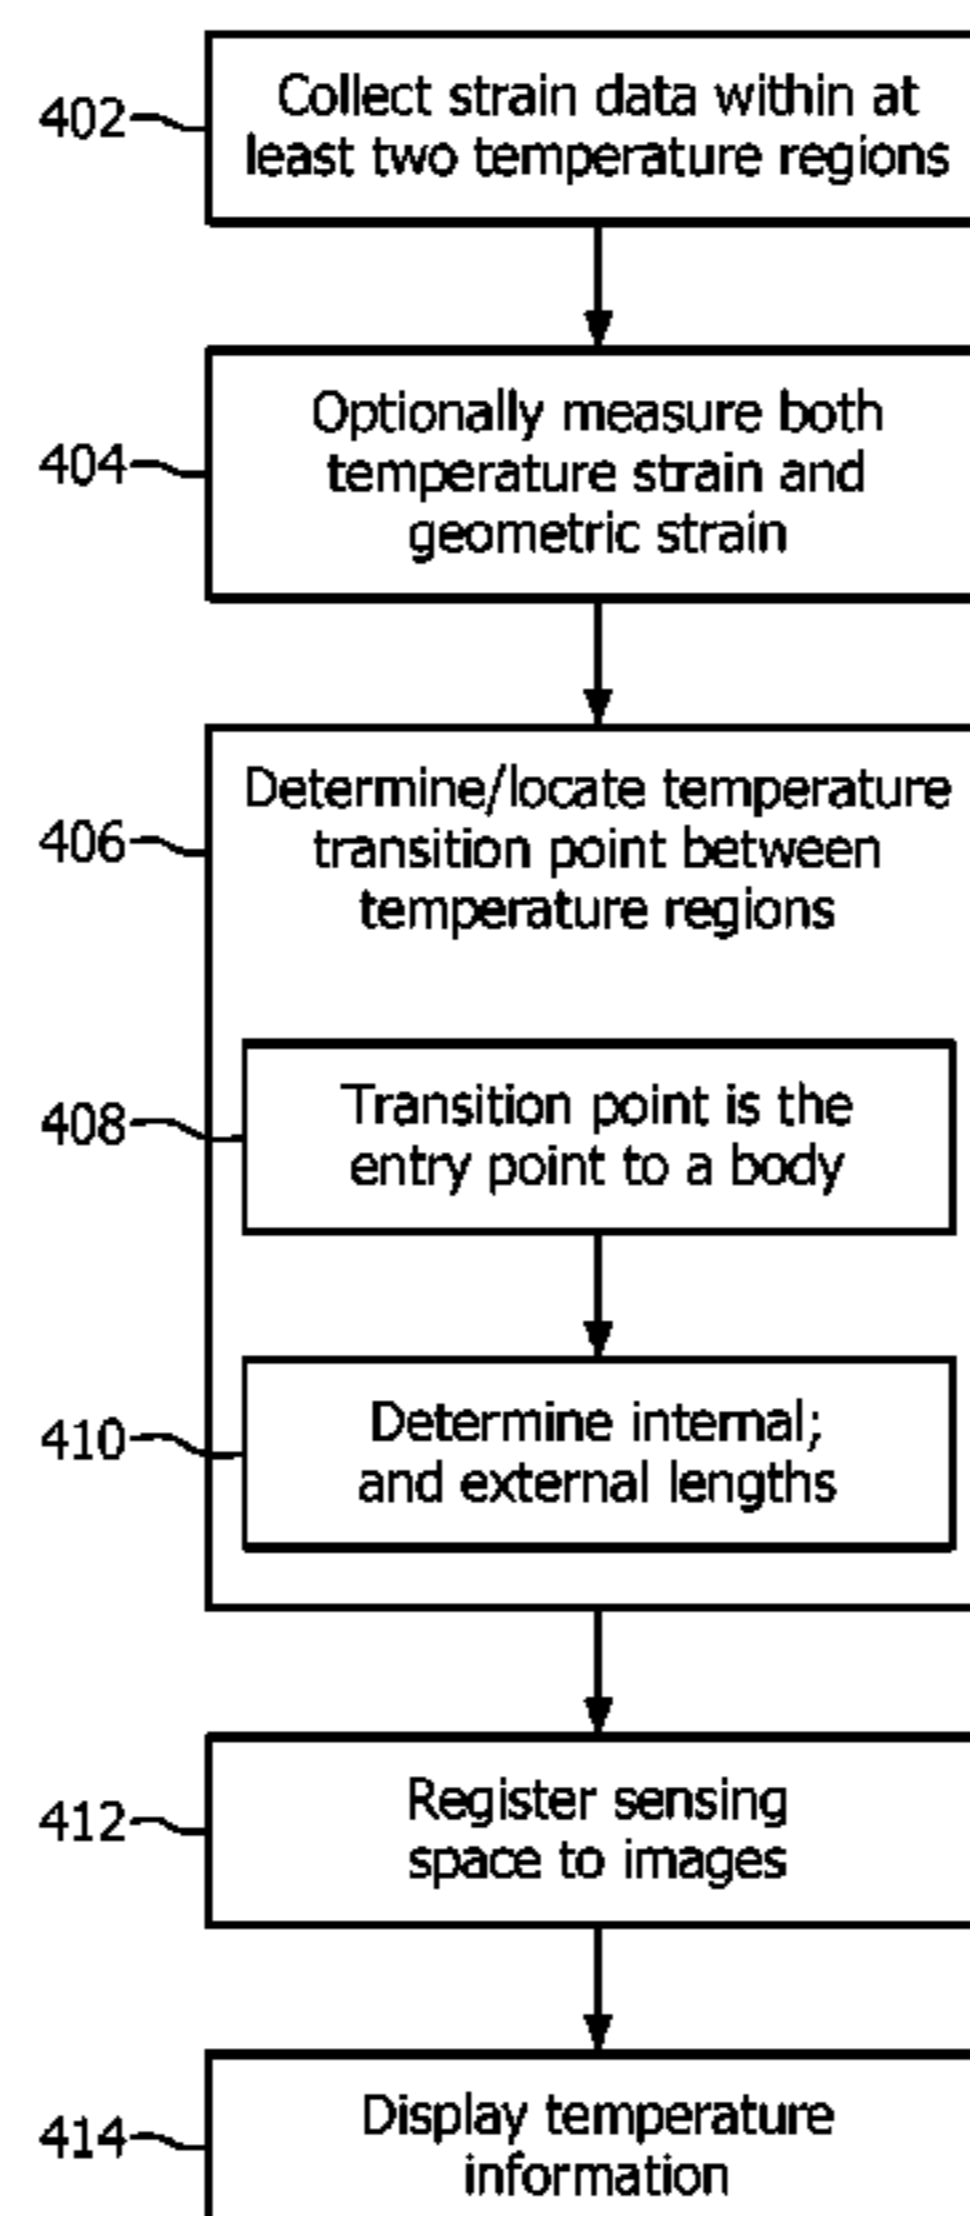 402
Collect strain data within at
least two temperature regions
404
Optionally measure both
temperature strain and
geometric strain
406
Determine/locate temperature
transition point between
temperature regions
408
Transition point is the
entry point to a body
410
Determine internal;
and external lengths
412
Register sensing
space to images
414
Display temperature
information